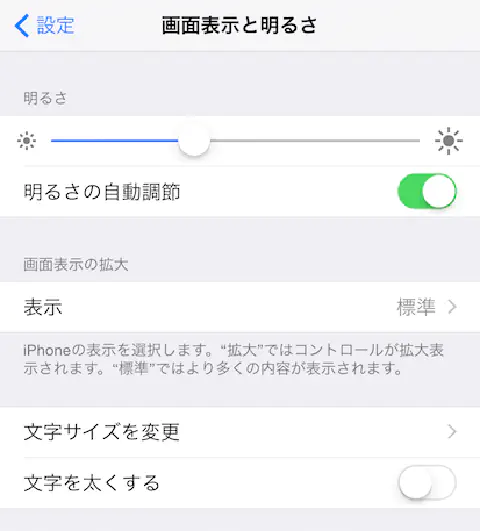 設定
画面表示と明るさ
明るさ
明るさの自動調節
画面表示の拡大
表示
標準
iPhoneの表示を選択します。“拡大”ではコントロールが拡大表
示されます。“標準”ではより多くの内容が表示されます。
文字サイズを変更
文字を太くする